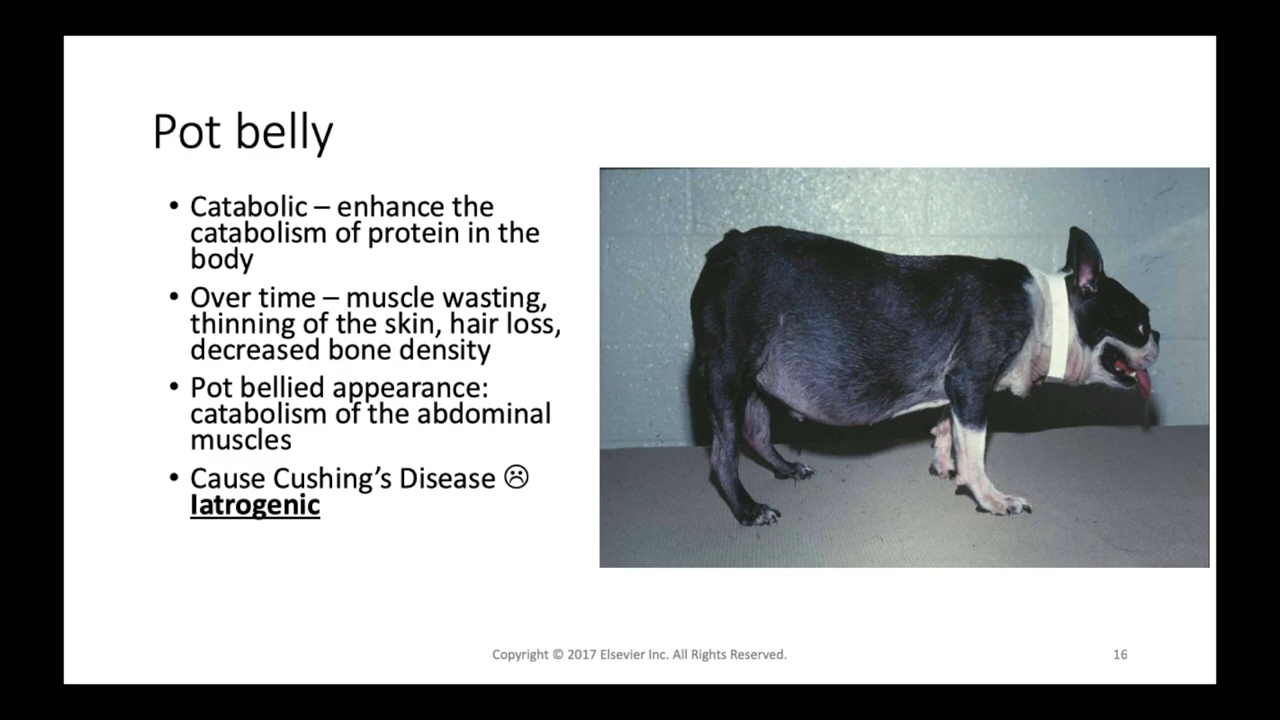 Pot belly
• Catabolic – enhance the
catabolism of protein in the
body
• Over time – muscle wasting,
thinning of the skin, hair loss,
decreased bone density
• Pot bellied appearance:
catabolism of the abdominal
muscles
• Cause Cushing’s Disease ☹
Iatrogenic
Copyright © 2017 Elsevier Inc. All Rights Reserved.
16